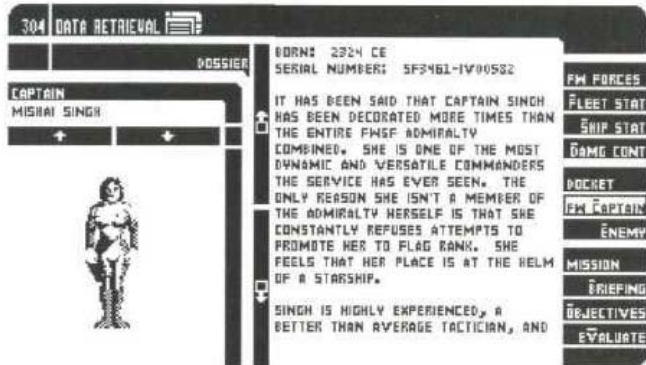 304 DATA RETRIEVAL
DOSSIER
CAPTAIN
MISHAI SINGH
BORN: 2324 CE
SERIAL NUMBER: SF3461-IV00582
IT HAS BEEN SAID THAT CAPTAIN SINGH
HAS BEEN DECORATED MORE TIMES THAN
THE ENTIRE FWSF ADMIRALTY
COMBINED. SHE IS ONE OF THE MOST
DYNAMIC AND VERSATILE COMMANDERS
THE SERVICE HAS EVER SEEN. THE
ONLY REASON SHE ISN'T A MEMBER OF
THE ADMIRALTY HERSELF IS THAT SHE
CONSTANTLY REFUSES ATTEMPTS TO
PROMOTE HER TO FLAG RANK. SHE
FEELS THAT HER PLACE IS AT THE HELM
OF A STARSHIP.
SINGH IS HIGHLY EXPERIENCED, A
BETTER THAN AVERAGE TACTICIAN, AND
FW FORCES
FLEET STAT
SHIP STAT
DAMG CONT
DOCKET
FW CAPTAIN
ENEMY
MISSION
BRIEFING
OBJECTIVES
EVALUATE